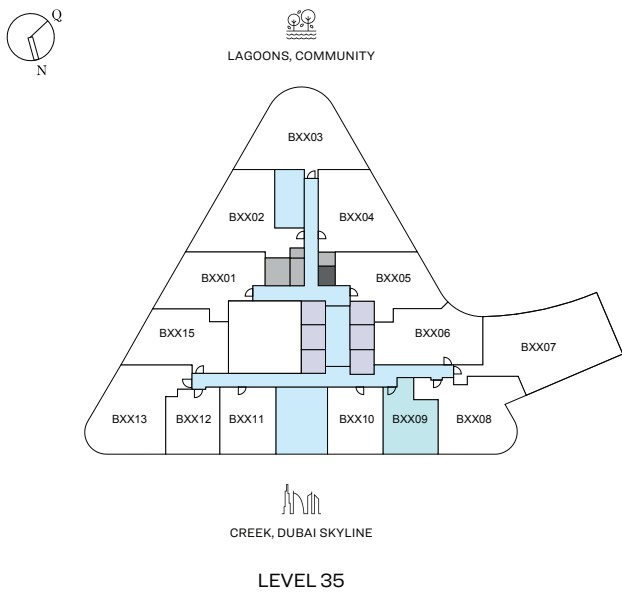 Q
N
LAGOONS, COMMUNITY
BXX03
BXX02
BXX04
BXX01
BXX05
BXX15
BXX06
BXX07
BXX13
BXX12
BXX11
BXX10
BXX09
BXX08
CREEK, DUBAI SKYLINE
LEVEL 35